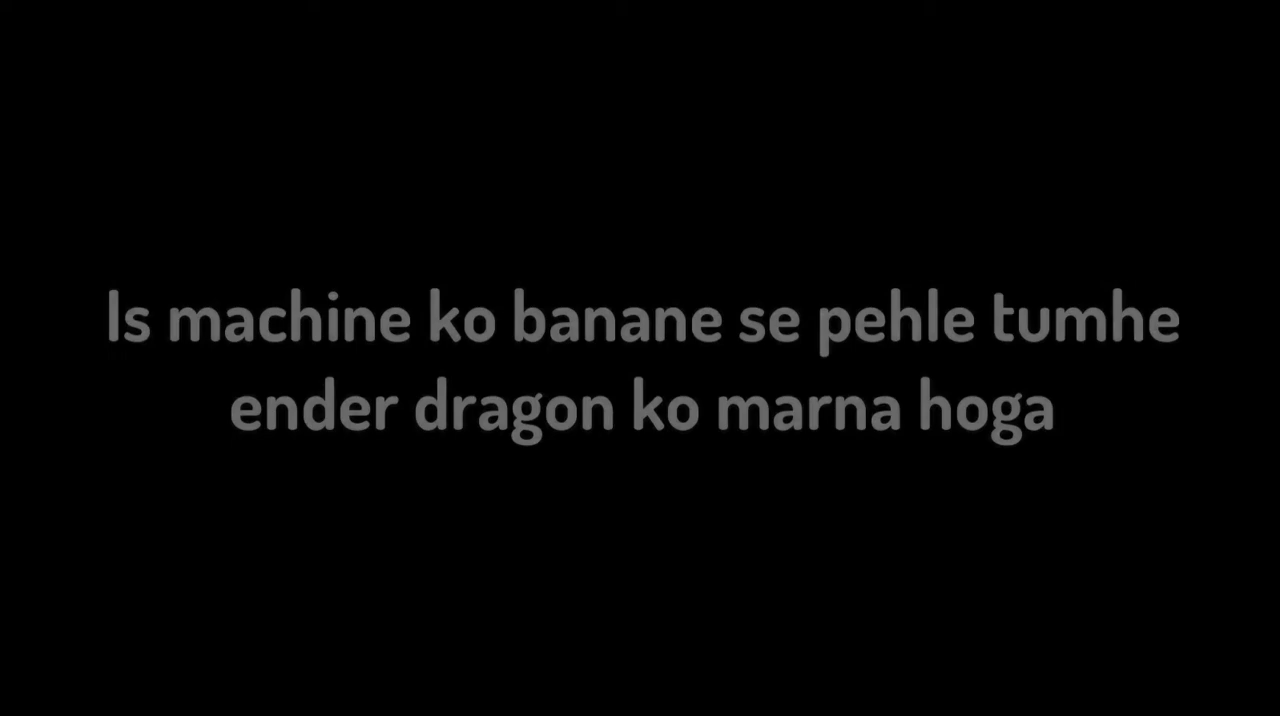 Is machine ko banane se pehle tumhe
ender dragon ko marna hoga